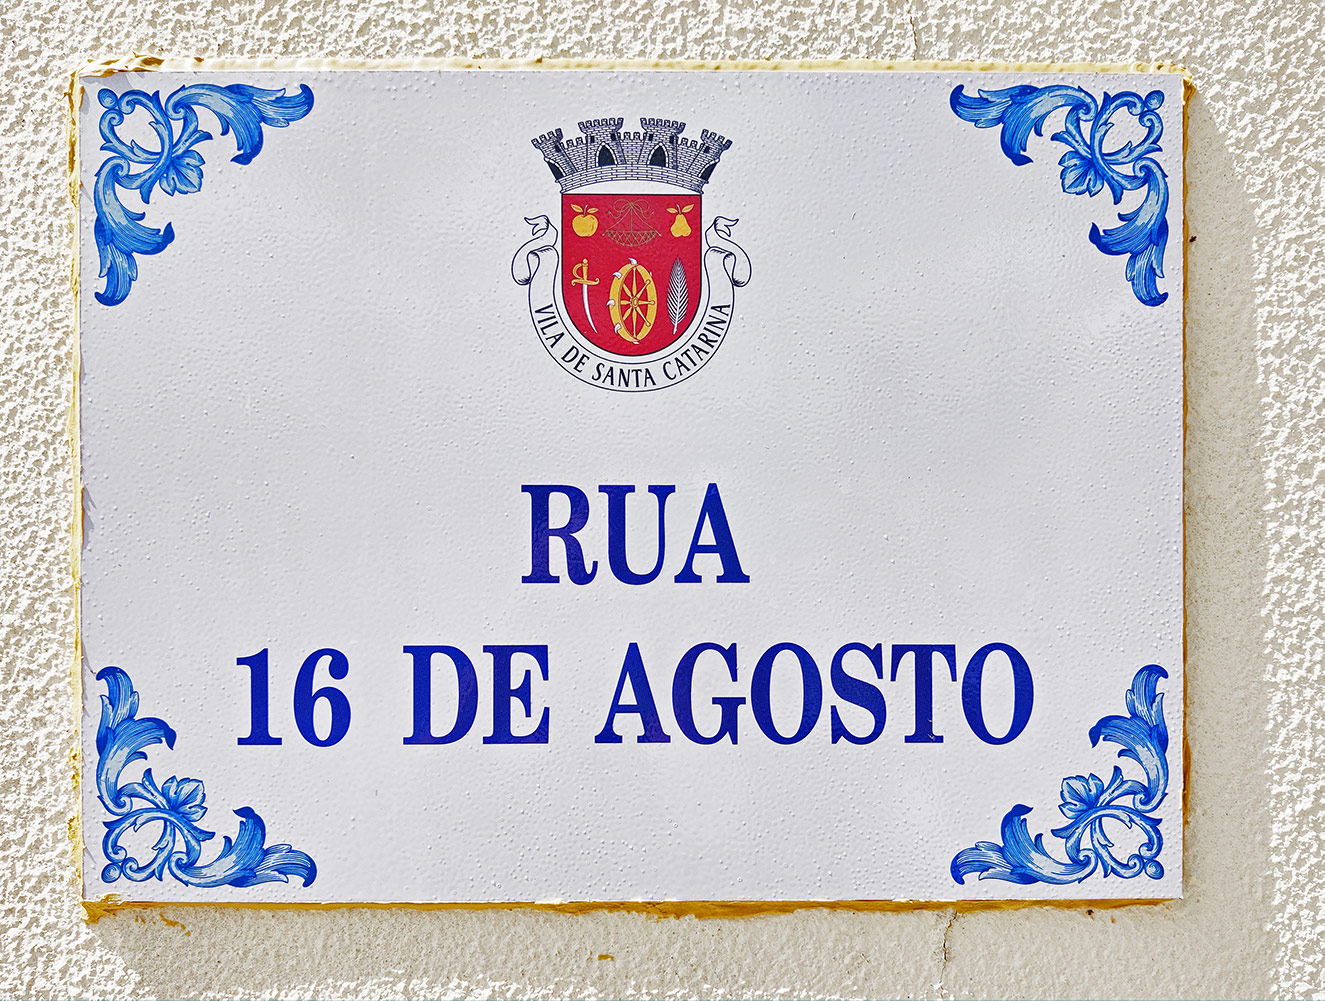 VILA DE SANTA CATARINA
RUA
16 DE AGOSTO